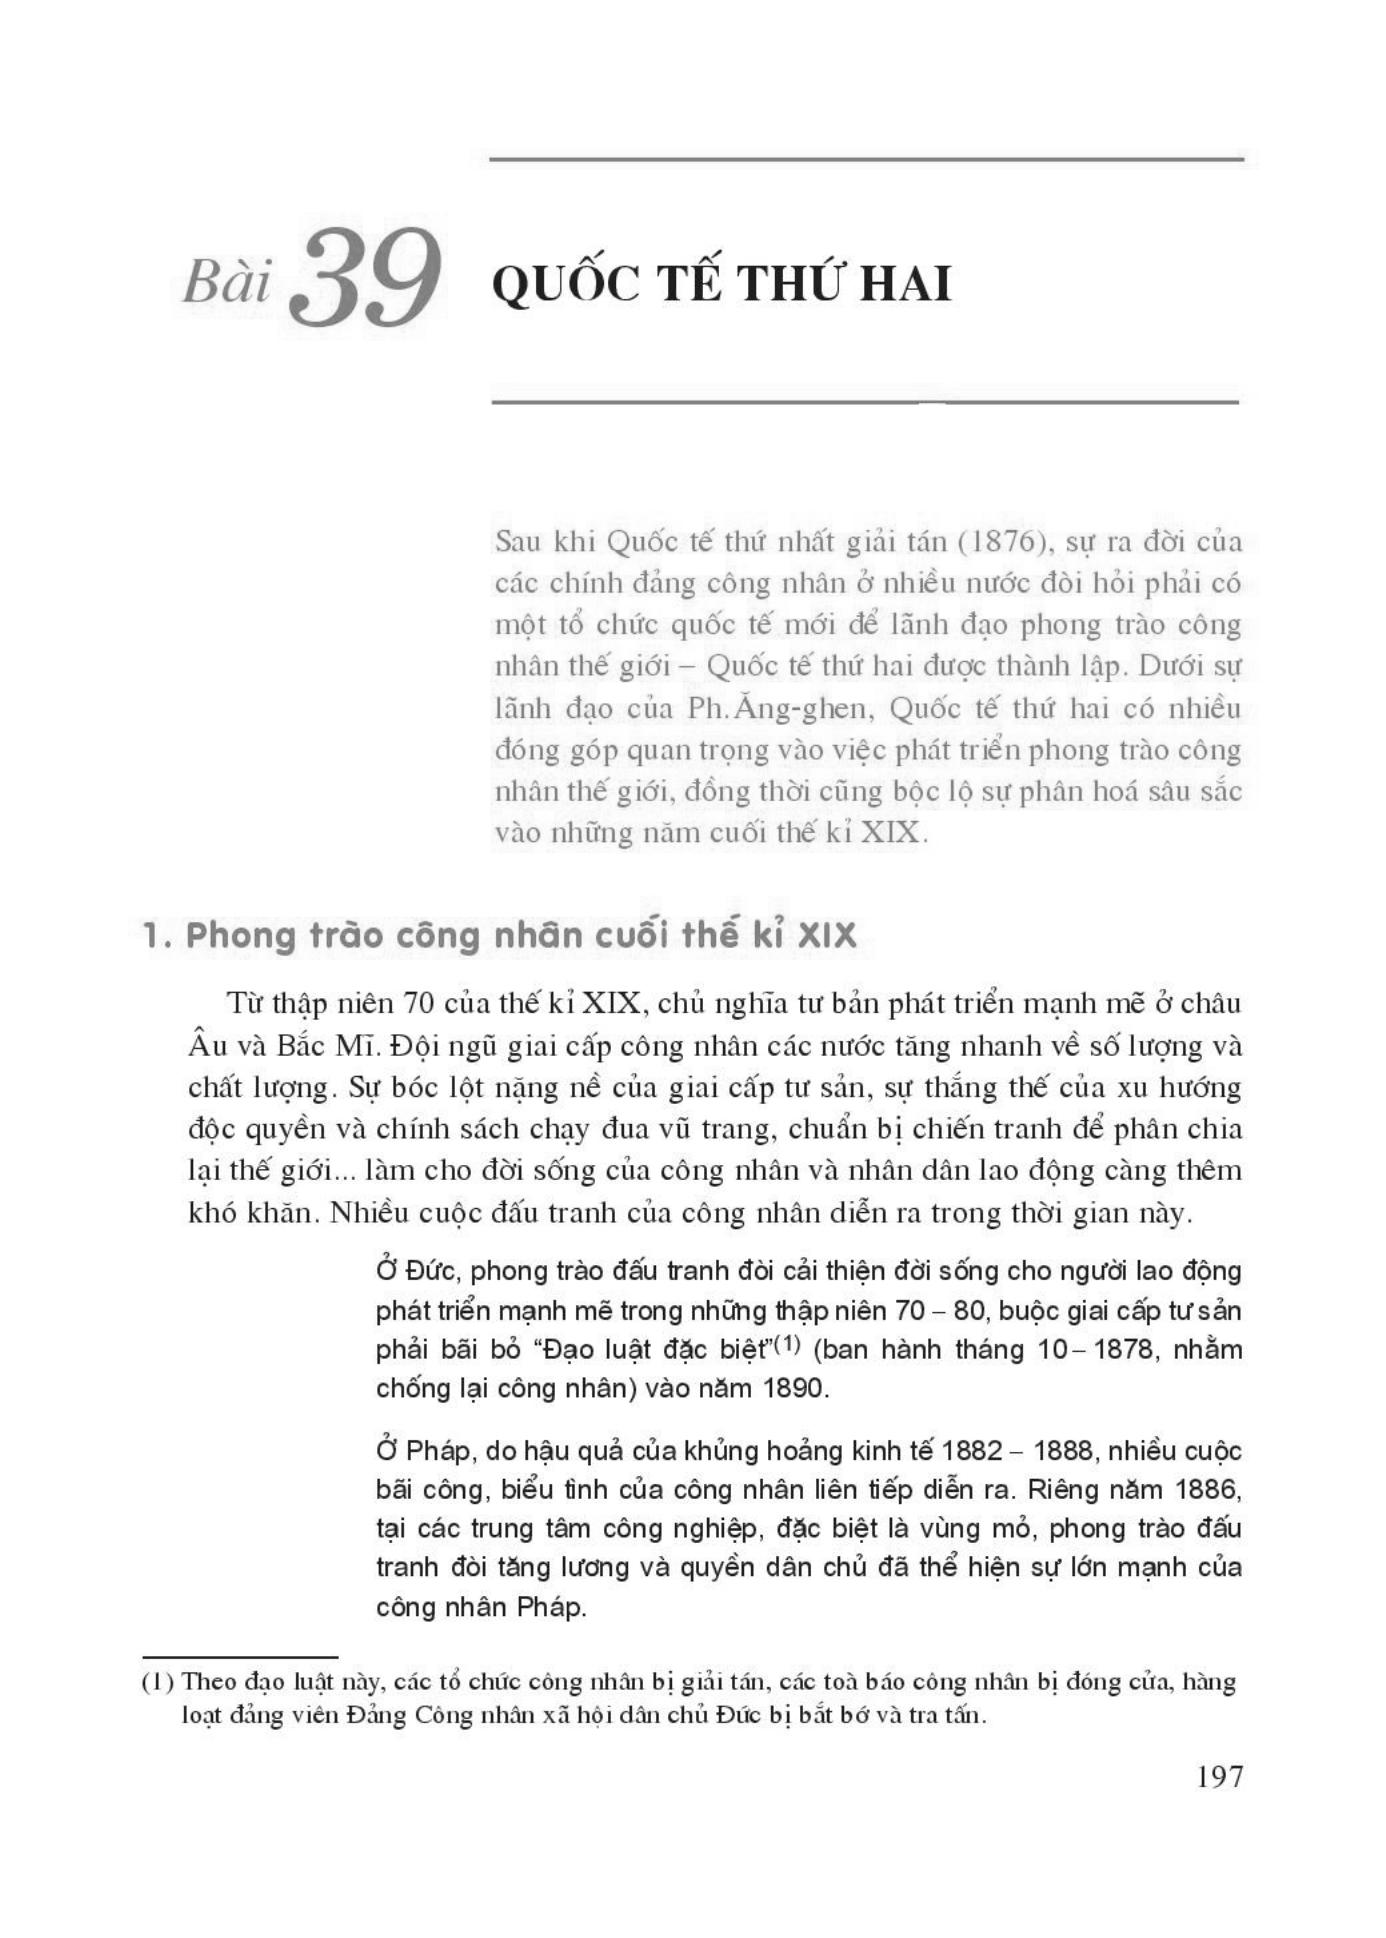 Bài 39
QUỐC TẾ THỨ HAI
Sau khi Quốc tế thứ nhất giải tán (1876), sự ra đời của
các chính đảng công nhân ở nhiều nước đòi hỏi phải có
một tổ chức quốc tế mới để lãnh đạo phong trào công
nhân thế giới – Quốc tế thứ hai được thành lập. Dưới sự
lãnh đạo của Ph.Ăng-ghen, Quốc tế thứ hai có nhiều
đóng góp quan trọng vào việc phát triển phong trào công
nhân thế giới, đồng thời cũng bộc lộ sự phân hoá sâu sắc
vào những năm cuối thế kỉ XIX.
1. Phong trào công nhân cuối thế kỉ XIX
Từ thập niên 70 của thế kỉ XIX, chủ nghĩa tư bản phát triển mạnh mẽ ở châu
Âu và Bắc Mĩ. Đội ngũ giai cấp công nhân các nước tăng nhanh về số lượng và
chất lượng. Sự bóc lột nặng nề của giai cấp tư sản, sự thắng thế của xu hướng
độc quyền và chính sách chạy đua vũ trang, chuẩn bị chiến tranh để phân chia
lại thế giới... làm cho đời sống của công nhân và nhân dân lao động càng thêm
khó khăn. Nhiều cuộc đấu tranh của công nhân diễn ra trong thời gian này.
Ở Đức, phong trào đấu tranh đòi cải thiện đời sống cho người lao động
phát triển mạnh mẽ trong những thập niên 70 – 80, buộc giai cấp tư sản
phải bãi bỏ “Đạo luật đặc biệt”(1) (ban hành tháng 10 – 1878, nhằm
chống lại công nhân) vào năm 1890.
Ở Pháp, do hậu quả của khủng hoảng kinh tế 1882 – 1888, nhiều cuộc
bãi công, biểu tình của công nhân liên tiếp diễn ra. Riêng năm 1886,
tại các trung tâm công nghiệp, đặc biệt là vùng mỏ, phong trào đấu
tranh đòi tăng lương và quyền dân chủ đã thể hiện sự lớn mạnh của
công nhân Pháp.
(1) Theo đạo luật này, các tổ chức công nhân bị giải tán, các toà báo công nhân bị đóng cửa, hàng
loạt đảng viên Đảng Công nhân xã hội dân chủ Đức bị bắt bớ và tra tấn.
197